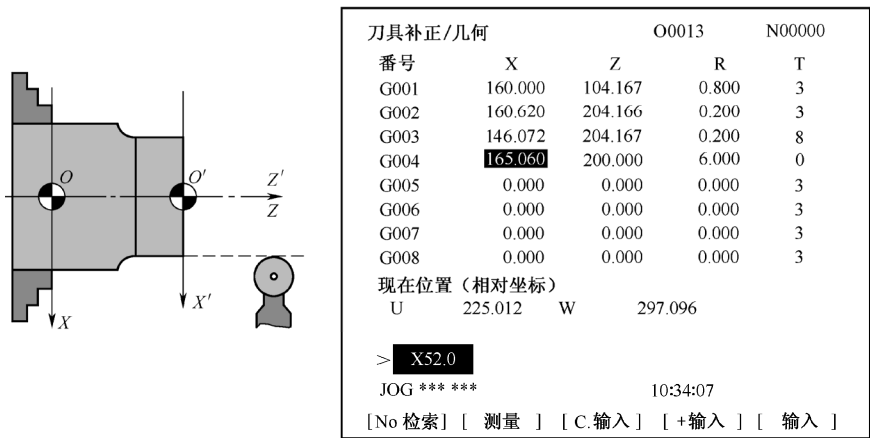 O
O′
Z′
Z
X′
X
刀具补正/几何 O0013 N00000
番号 X Z R T
G001 160.000 104.167 0.800 3
G002 160.620 204.166 0.200 3
G003 146.072 204.167 0.200 8
G004 165.060 200.000 6.000 0
G005 0.000 0.000 0.000 3
G006 0.000 0.000 0.000 3
G007 0.000 0.000 0.000 3
G008 0.000 0.000 0.000 3
现在位置（相对坐标）
U 225.012 W 297.096
> X52.0
JOG *** *** 10:34:07
[No 检索] [ 测量 ] [C.输入] [+输入] [ 输入 ]